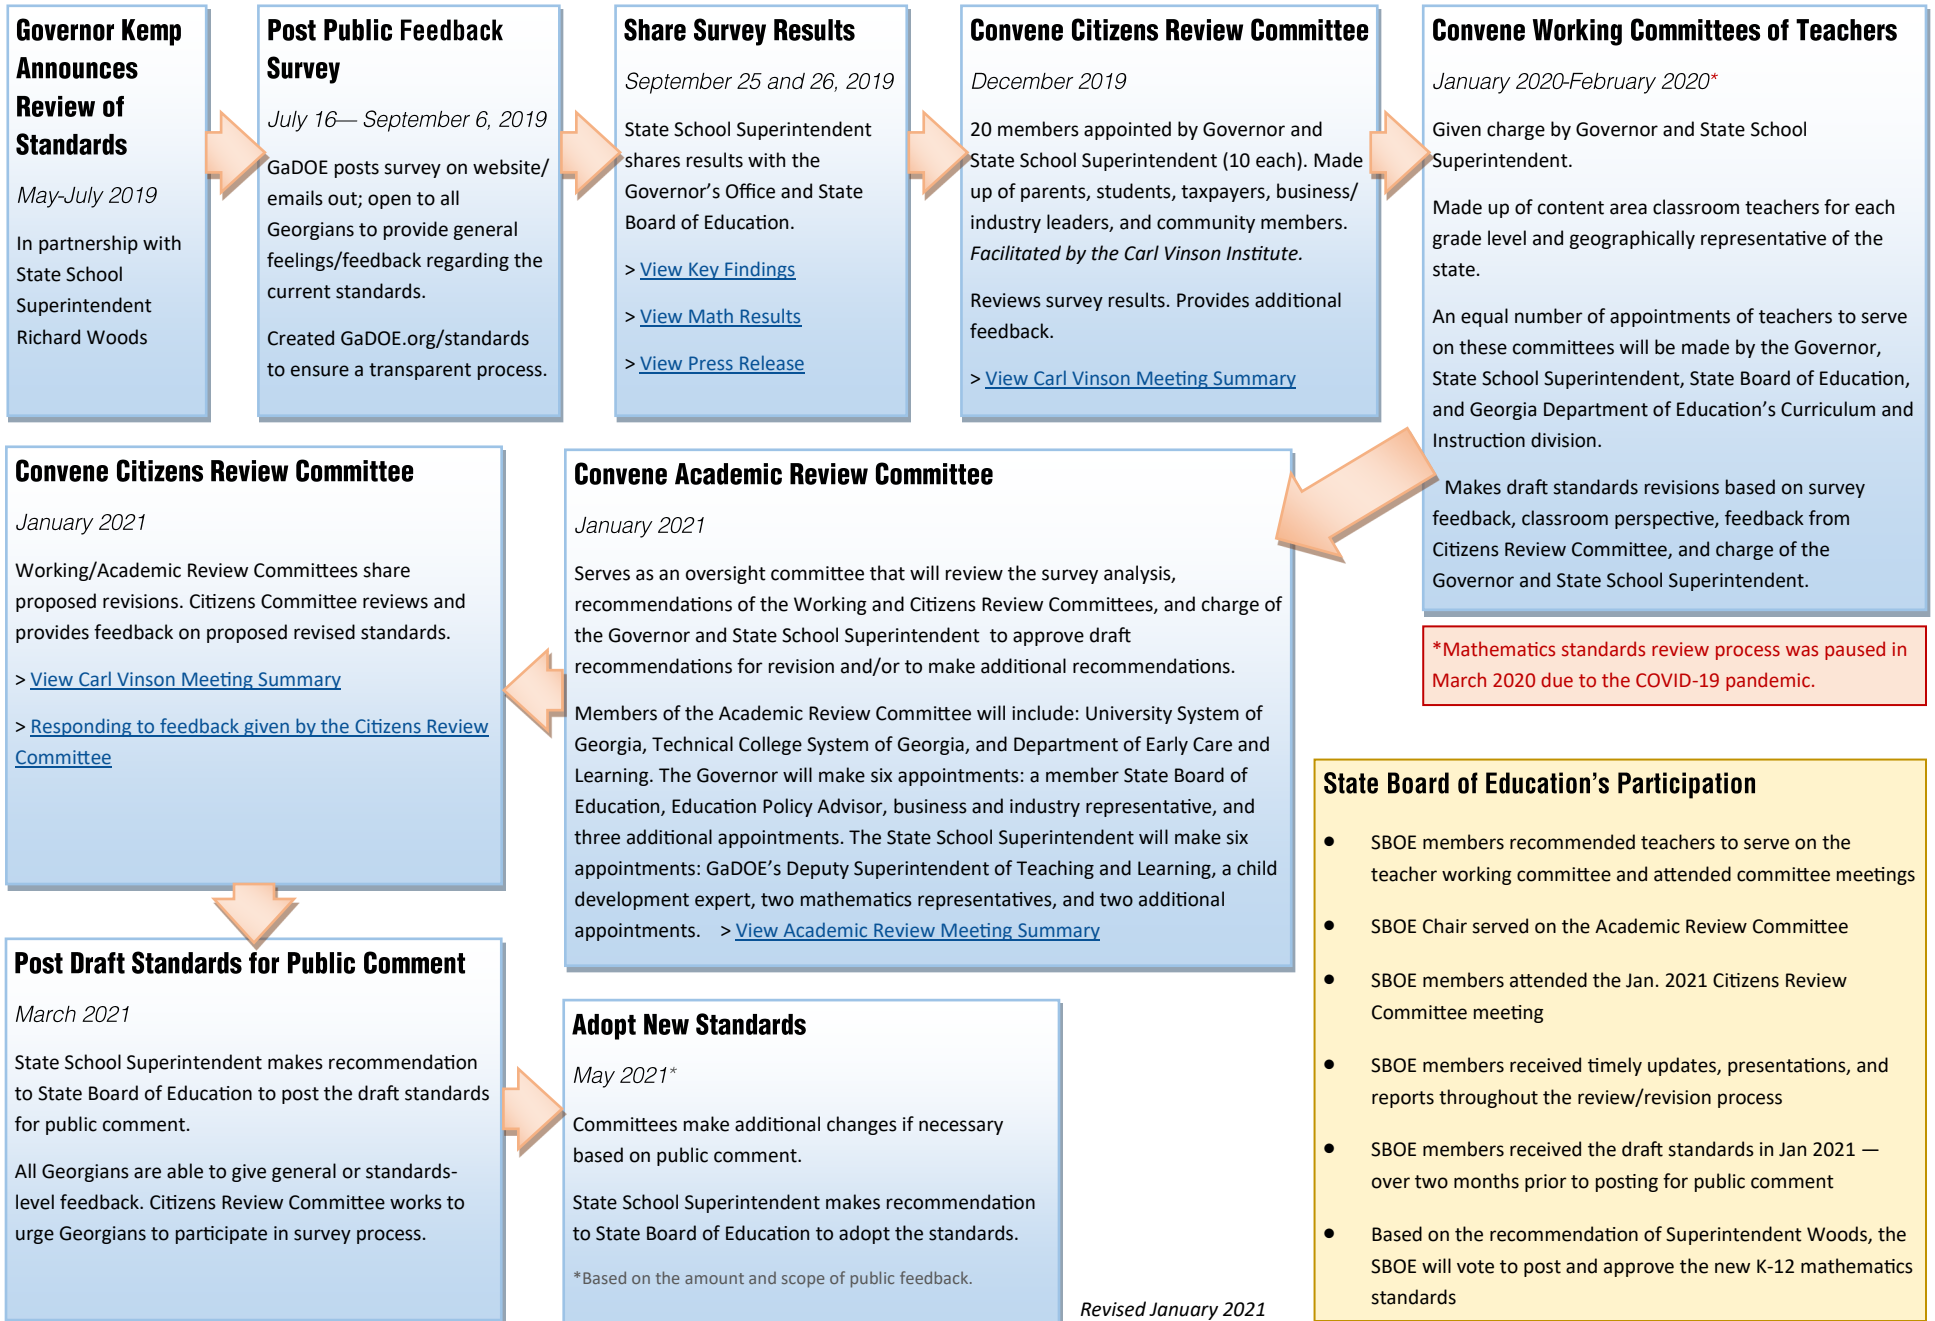 Governor Kemp
Announces
Review of
Standards
May-July 2019
In partnership with
State School
Superintendent
Richard Woods
Post Public Feedback
Survey
July 16— September 6, 2019
GaDOE posts survey on website/
emails out; open to all
Georgians to provide general
feelings/feedback regarding the
current standards.
Created GaDOE.org/standards
to ensure a transparent process.
Share Survey Results
September 25 and 26, 2019
State School Superintendent
shares results with the
Governor's Office and State
Board of Education.
> View Key Findings
> View Math Results
> View Press Release
Convene Citizens Review Committee
December 2019
20 members appointed by Governor and
State School Superintendent (10 each). Made
up of parents, students, taxpayers, business/
industry leaders, and community members.
Facilitated by the Carl Vinson Institute.
Reviews survey results. Provides additional
feedback.
> View Carl Vinson Meeting Summary
Convene Working Committees of Teachers
January 2020-February 2020*
Given charge by Governor and State School
Superintendent.
Made up of content area classroom teachers for each
grade level and geographically representative of the
state.
An equal number of appointments of teachers to serve
on these committees will be made by the Governor,
State School Superintendent, State Board of Education,
and Georgia Department of Education's Curriculum and
Instruction division.
Makes draft standards revisions based on survey
feedback, classroom perspective, feedback from
Citizens Review Committee, and charge of the
Governor and State School Superintendent.
*Mathematics standards review process was paused in
March 2020 due to the COVID-19 pandemic.
Convene Academic Review Committee
January 2021
Serves as an oversight committee that will review the survey analysis,
recommendations of the Working and Citizens Review Committees, and charge of
the Governor and State School Superintendent  to approve draft
recommendations for revision and/or to make additional recommendations.
Members of the Academic Review Committee will include: University System of
Georgia, Technical College System of Georgia, and Department of Early Care and
Learning. The Governor will make six appointments: a member State Board of
Education, Education Policy Advisor, business and industry representative, and
three additional appointments. The State School Superintendent will make six
appointments: GaDOE's Deputy Superintendent of Teaching and Learning, a child
development expert, two mathematics representatives, and two additional
appointments.   > View Academic Review Meeting Summary
Convene Citizens Review Committee
January 2021
Working/Academic Review Committees share
proposed revisions. Citizens Committee reviews and
provides feedback on proposed revised standards.
> View Carl Vinson Meeting Summary
> Responding to feedback given by the Citizens Review
Committee
Post Draft Standards for Public Comment
March 2021
State School Superintendent makes recommendation
to State Board of Education to post the draft standards
for public comment.
All Georgians are able to give general or standards-
level feedback. Citizens Review Committee works to
urge Georgians to participate in survey process.
Adopt New Standards
May 2021*
Committees make additional changes if necessary
based on public comment.
State School Superintendent makes recommendation
to State Board of Education to adopt the standards.
*Based on the amount and scope of public feedback.
Revised January 2021
State Board of Education's Participation
● SBOE members recommended teachers to serve on the
teacher working committee and attended committee meetings
● SBOE Chair served on the Academic Review Committee
● SBOE members attended the Jan. 2021 Citizens Review
Committee meeting
● SBOE members received timely updates, presentations, and
reports throughout the review/revision process
● SBOE members received the draft standards in Jan 2021 —
over two months prior to posting for public comment
● Based on the recommendation of Superintendent Woods, the
SBOE will vote to post and approve the new K-12 mathematics
standards